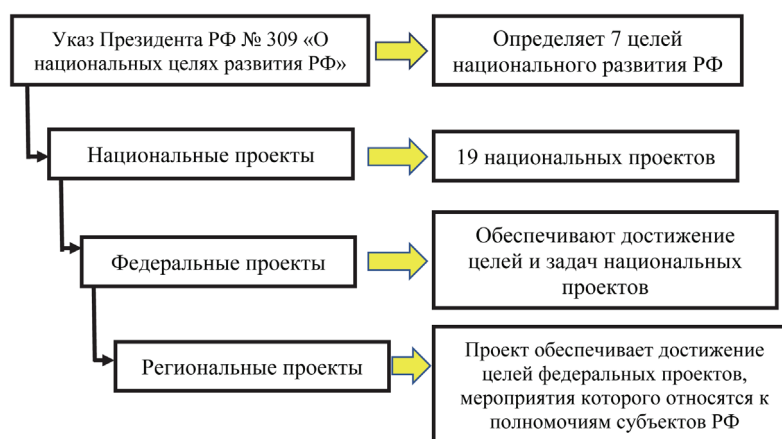 Указ Президента РФ № 309 «О
национальных целях развития РФ»
Определяет 7 целей
национального развития РФ
Национальные проекты
19 национальных проектов
Федеральные проекты
Обеспечивают достижение
целей и задач национальных
проектов
Региональные проекты
Проект обеспечивает достижение
целей федеральных проектов,
мероприятия которого относятся к
полномочиям субъектов РФ